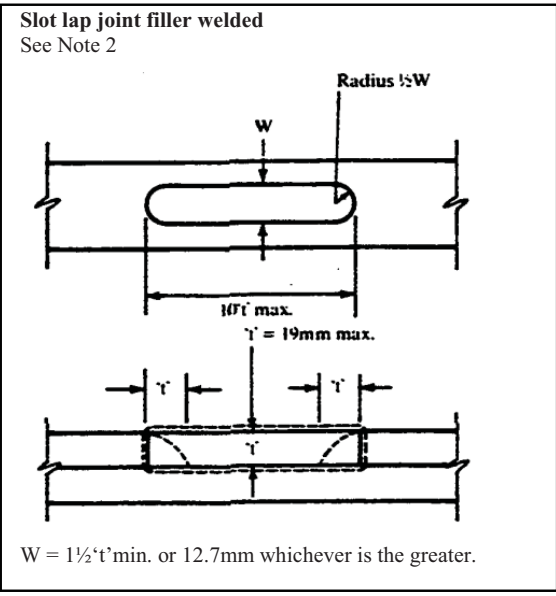 Slot lap joint filler welded
See Note 2
Radius ½W
W
10't' max.
't' = 19mm max.
't'
't'
't'
W = 1½‘t’min. or 12.7mm whichever is the greater.